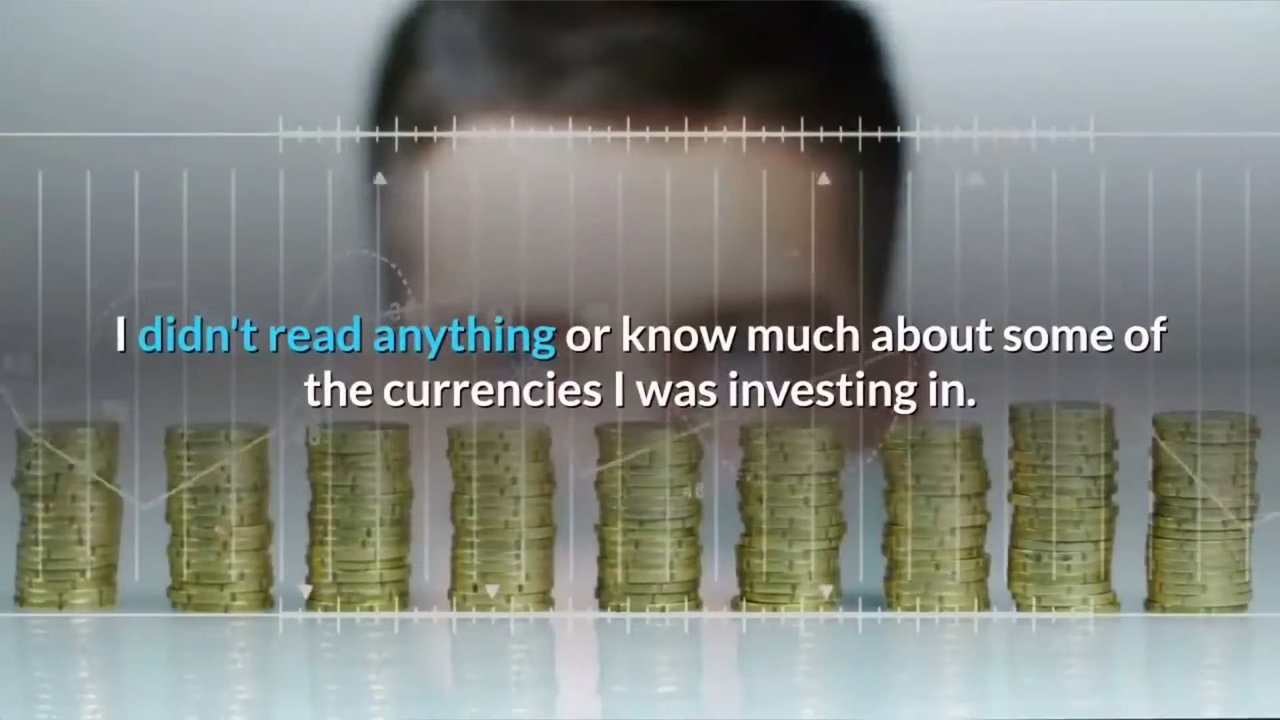 I didn't read anything or know much about some of
the currencies I was investing in.